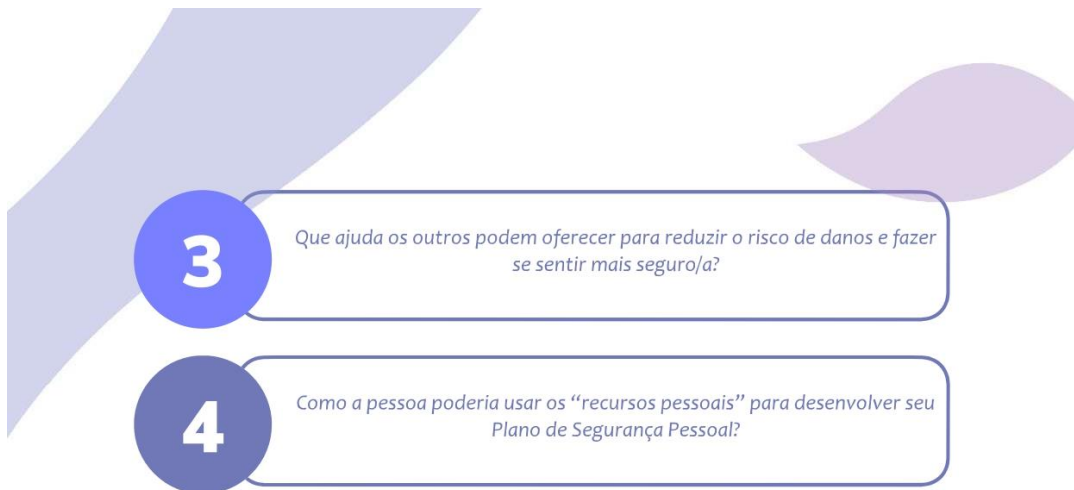 3
Que ajuda os outros podem oferecer para reduzir o risco de danos e fazer
se sentir mais seguro/a?
4
Como a pessoa poderia usar os “recursos pessoais” para desenvolver seu
Plano de Segurança Pessoal?